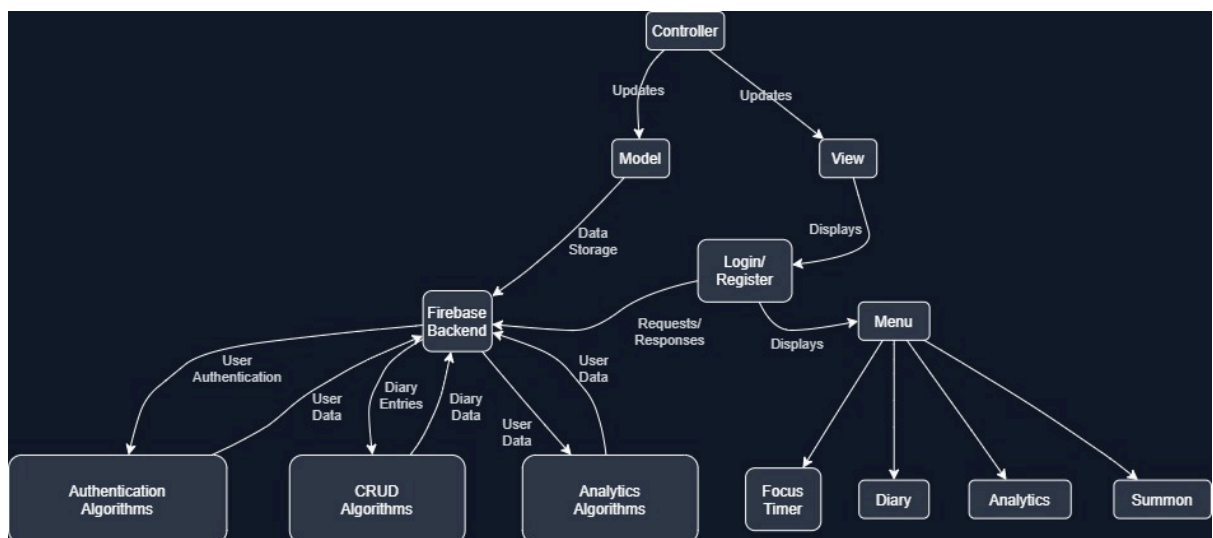 Controller
Updates
Updates
Model
View
Data
Storage
Displays
Login/
Register
Firebase
Backend
Requests/
Responses
Displays
Menu
User
Authentication
User
Data
Diary
Entries
Diary
Data
User
Data
User
Data
Authentication
Algorithms
CRUD
Algorithms
Analytics
Algorithms
Focus
Timer
Diary
Analytics
Summon